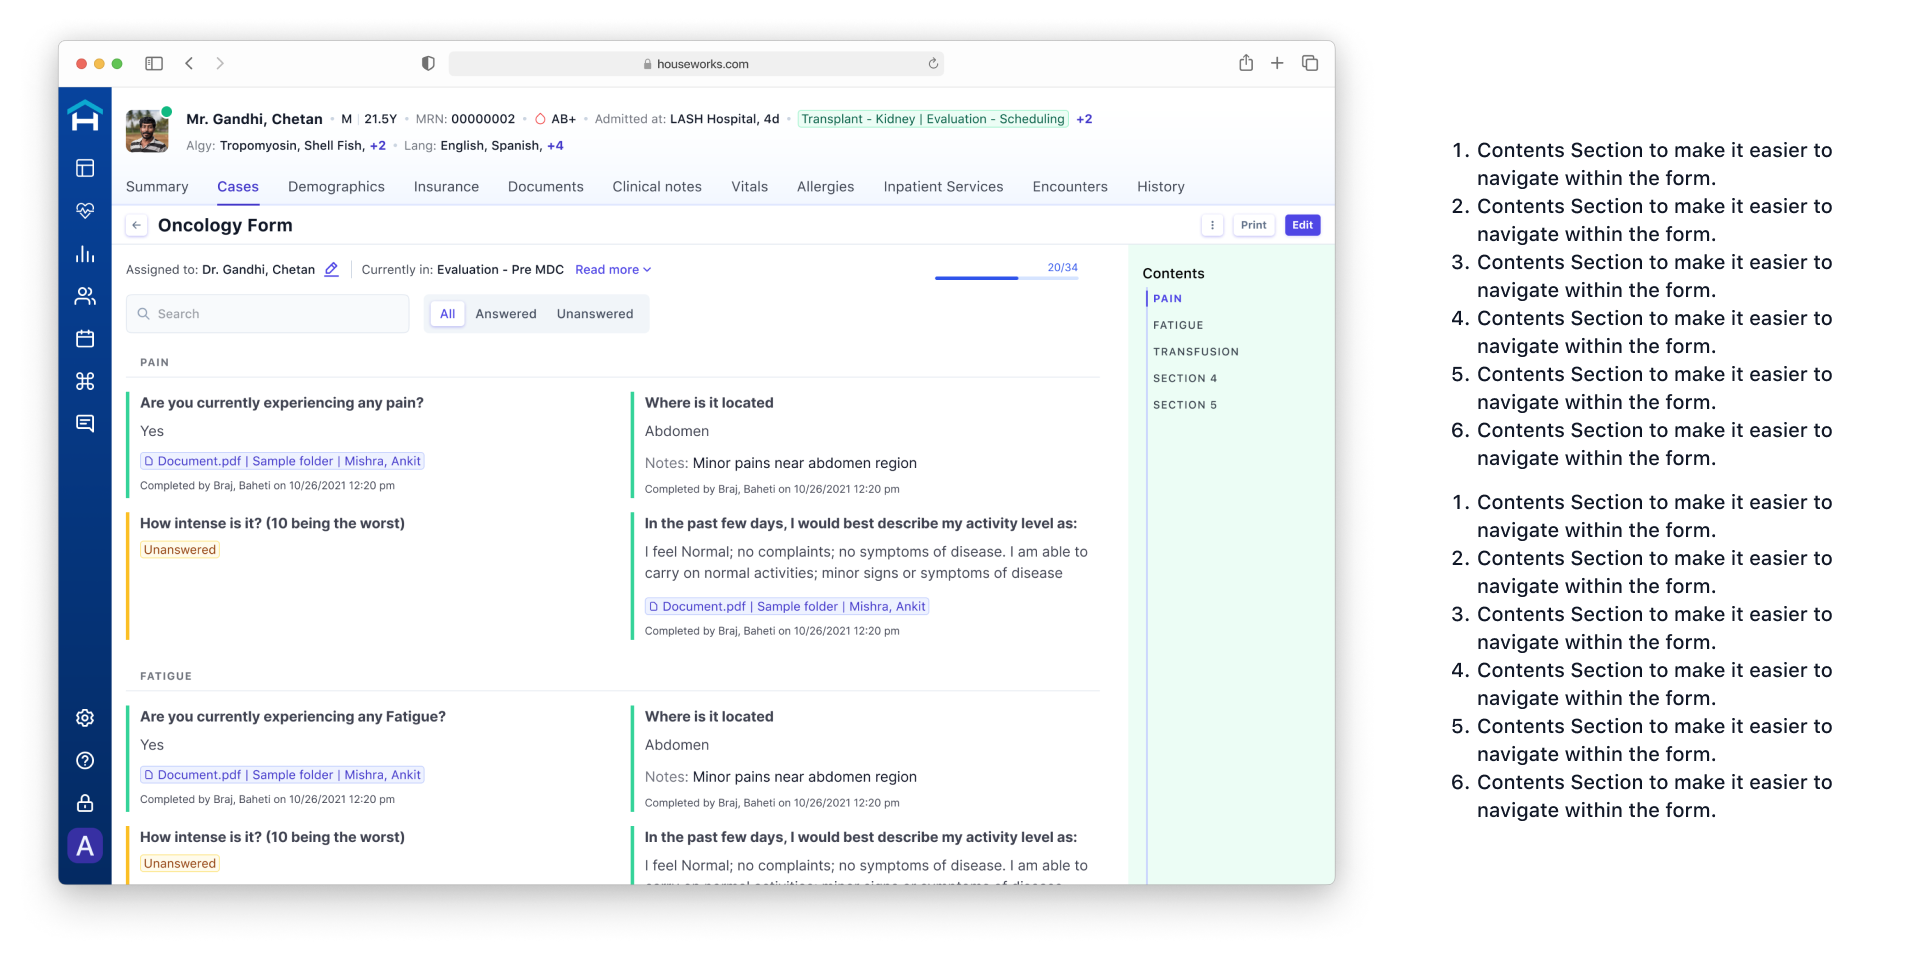 houseworks.com
Mr. Gandhi, Chetan • M | 21.5Y • MRN: 00000002 • AB+ • Admitted at: LASH Hospital, 4d • Transplant - Kidney | Evaluation - Scheduling +2
Algy: Tropomyosin, Shell Fish, +2 • Lang: English, Spanish, +4
Summary Cases Demographics Insurance Documents Clinical notes Vitals Allergies Inpatient Services Encounters History
Oncology Form Print Edit
Assigned to: Dr. Gandhi, Chetan Currently in: Evaluation - Pre MDC Read more 20/34
Search All Answered Unanswered
PAIN
Are you currently experiencing any pain?
Yes
Document.pdf | Sample folder | Mishra, Ankit
Completed by Braj, Baheti on 10/26/2021 12:20 pm
Where is it located
Abdomen
Notes: Minor pains near abdomen region
Completed by Braj, Baheti on 10/26/2021 12:20 pm
How intense is it? (10 being the worst)
Unanswered
In the past few days, I would best describe my activity level as:
I feel Normal; no complaints; no symptoms of disease. I am able to
carry on normal activities; minor signs or symptoms of disease
Document.pdf | Sample folder | Mishra, Ankit
Completed by Braj, Baheti on 10/26/2021 12:20 pm
FATIGUE
Are you currently experiencing any Fatigue?
Yes
Document.pdf | Sample folder | Mishra, Ankit
Completed by Braj, Baheti on 10/26/2021 12:20 pm
Where is it located
Abdomen
Notes: Minor pains near abdomen region
Completed by Braj, Baheti on 10/26/2021 12:20 pm
How intense is it? (10 being the worst)
Unanswered
In the past few days, I would best describe my activity level as:
I feel Normal; no complaints; no symptoms of disease. I am able to
A
Contents
PAIN
FATIGUE
TRANSFUSION
SECTION 4
SECTION 5
1. Contents Section to make it easier to
navigate within the form.
2. Contents Section to make it easier to
navigate within the form.
3. Contents Section to make it easier to
navigate within the form.
4. Contents Section to make it easier to
navigate within the form.
5. Contents Section to make it easier to
navigate within the form.
6. Contents Section to make it easier to
navigate within the form.
1. Contents Section to make it easier to
navigate within the form.
2. Contents Section to make it easier to
navigate within the form.
3. Contents Section to make it easier to
navigate within the form.
4. Contents Section to make it easier to
navigate within the form.
5. Contents Section to make it easier to
navigate within the form.
6. Contents Section to make it easier to
navigate within the form.